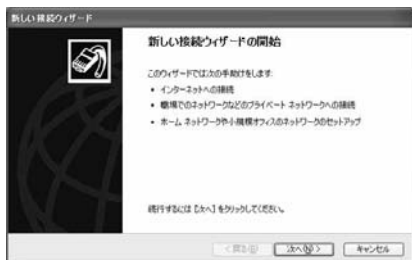 新しい接続ウィザード
新しい接続ウィザードの開始
このウィザードでは次の手助けをします:
• インターネットへの接続
• 職場でのネットワークなどのプライベート ネットワークへの接続
• ホーム ネットワークや小規模オフィスのネットワークのセットアップ
続行するには [次へ] をクリックしてください。
< 戻る(B)
次へ(N) >
キャンセル